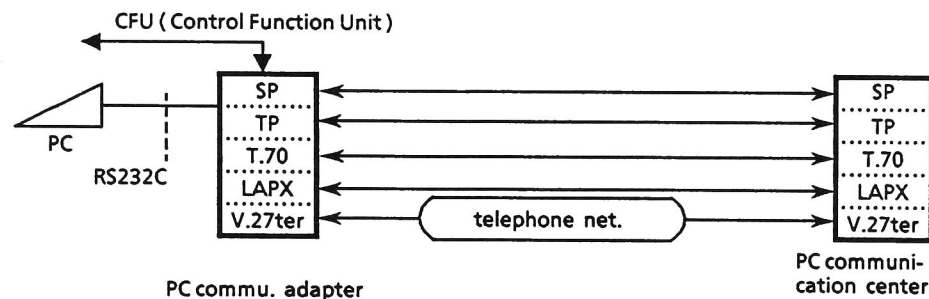 CFU ( Control Function Unit )
PC
RS232C
SP
TP
T.70
LAPX
V.27ter
PC commu. adapter
telephone net.
SP
TP
T.70
LAPX
V.27ter
PC communi-
cation center